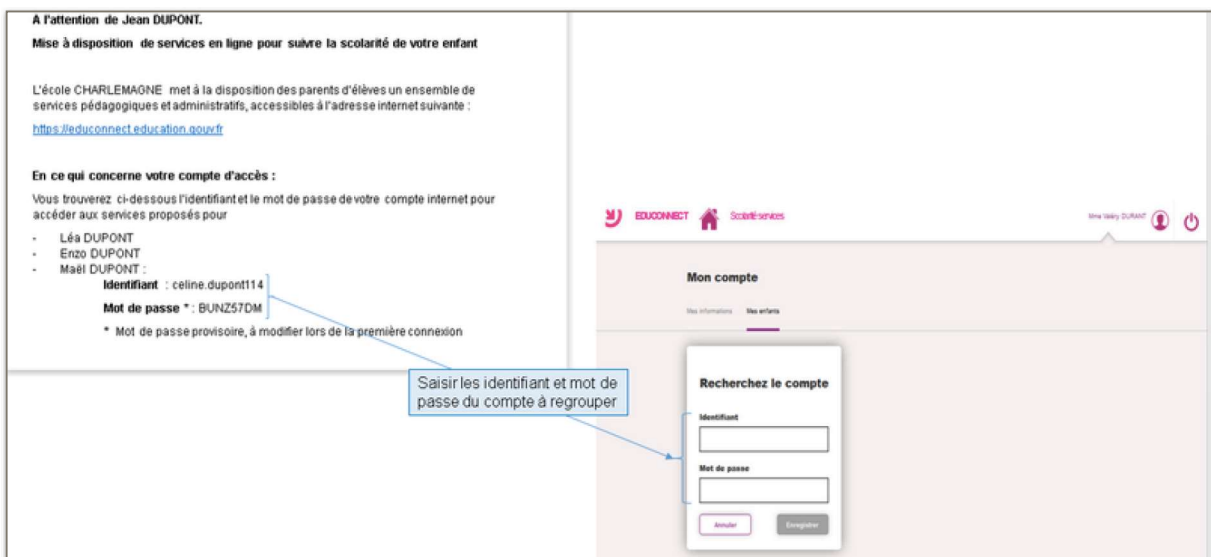 A l'attention de Jean DUPONT.
Mise à disposition de services en ligne pour suivre la scolarité de votre enfant
L'école CHARLEMAGNE met à la disposition des parents d'élèves un ensemble de
services pédagogiques et administratifs, accessibles à l'adresse internet suivante :
https://educonnect.education.gouv.fr
En ce qui concerne votre compte d'accès :
Vous trouverez ci-dessous l'identifiant et le mot de passe de votre compte internet pour
accéder aux services proposés pour
- Léa DUPONT
- Enzo DUPONT
- Maël DUPONT :
Identifiant : celine.dupont114
Mot de passe * : BUNZ57DM
* Mot de passe provisoire, à modifier lors de la première connexion
Saisir les identifiant et mot de
passe du compte à regrouper
EDUCONNECT Scolarité services Mme Valéry DURANT
Mon compte
Mes informations Mes enfants
Recherchez le compte
Identifiant
Mot de passe
Annuler Enregistrer